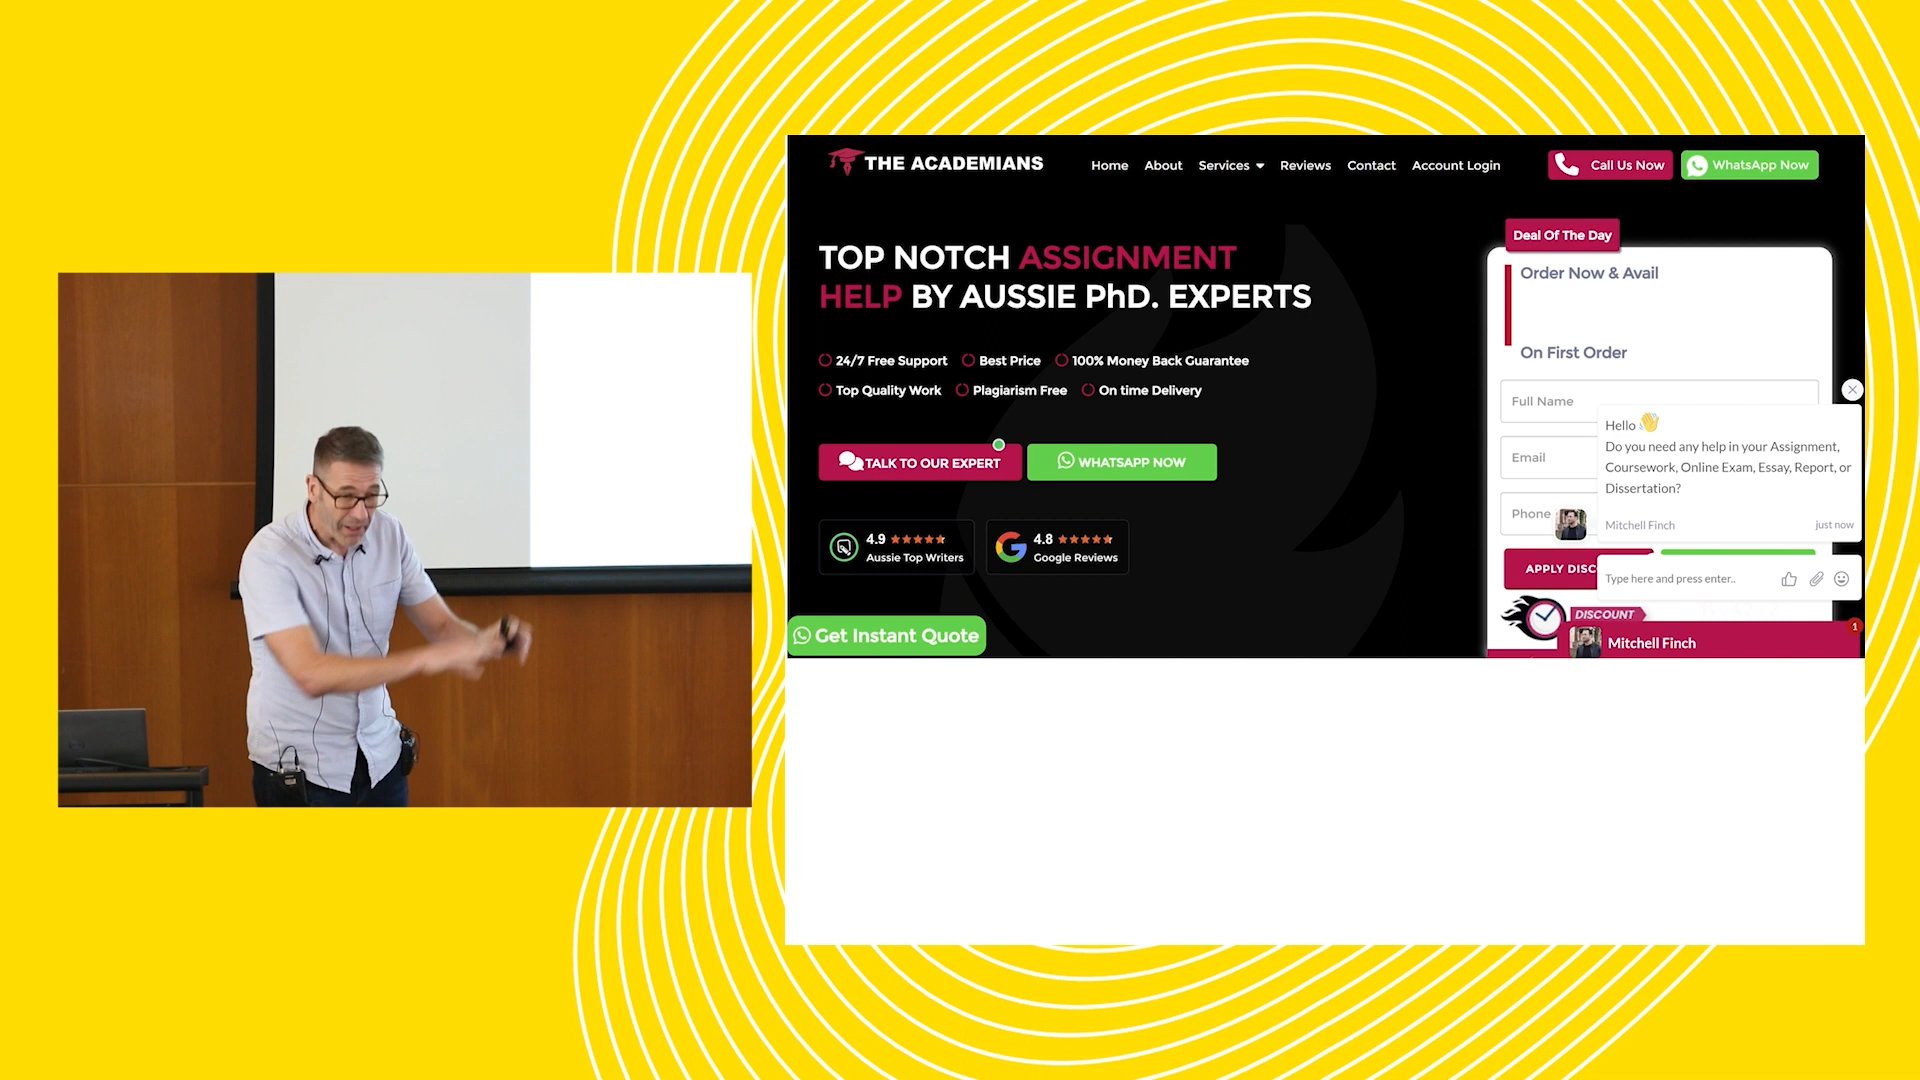 THE ACADEMIANS
Home About Services Reviews Contact Account Login
Call Us Now
WhatsApp Now
TOP NOTCH ASSIGNMENT
HELP BY AUSSIE PhD. EXPERTS
24/7 Free Support Best Price 100% Money Back Guarantee
Top Quality Work Plagiarism Free On time Delivery
TALK TO OUR EXPERT
WHATSAPP NOW
4.9
Aussie Top Writers
4.8
Google Reviews
Get Instant Quote
Deal Of The Day
Order Now & Avail
On First Order
Full Name
Email
Phone
APPLY DISC
DISCOUNT
Hello 👋
Do you need any help in your Assignment,
Coursework, Online Exam, Essay, Report, or
Dissertation?
Mitchell Finch just now
Type here and press enter..
1
Mitchell Finch